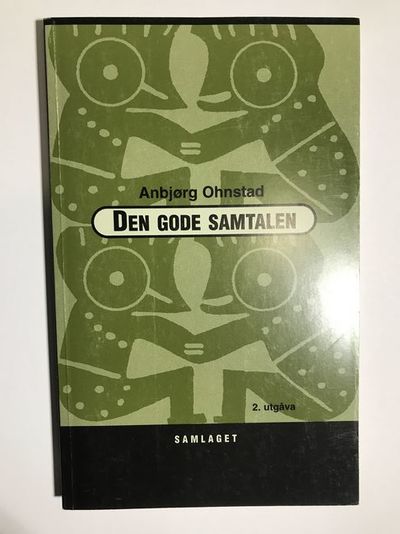 Anbjørg Ohnstad
DEN GODE SAMTALEN
2. utgåva
SAMLAGET